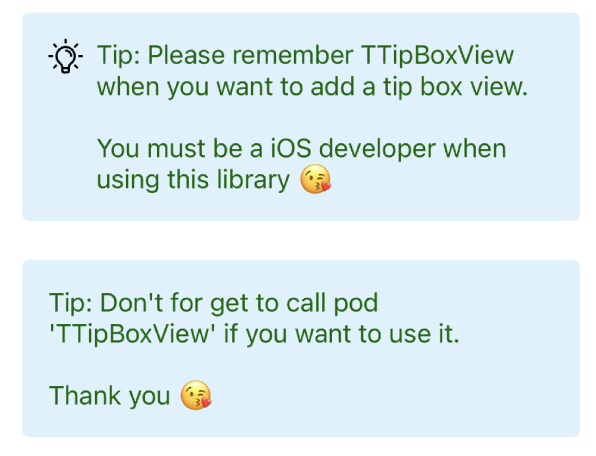 Tip: Please remember TTipBoxView
when you want to add a tip box view.
You must be a iOS developer when
using this library 😘
Tip: Don't for get to call pod
'TTipBoxView' if you want to use it.
Thank you 😘